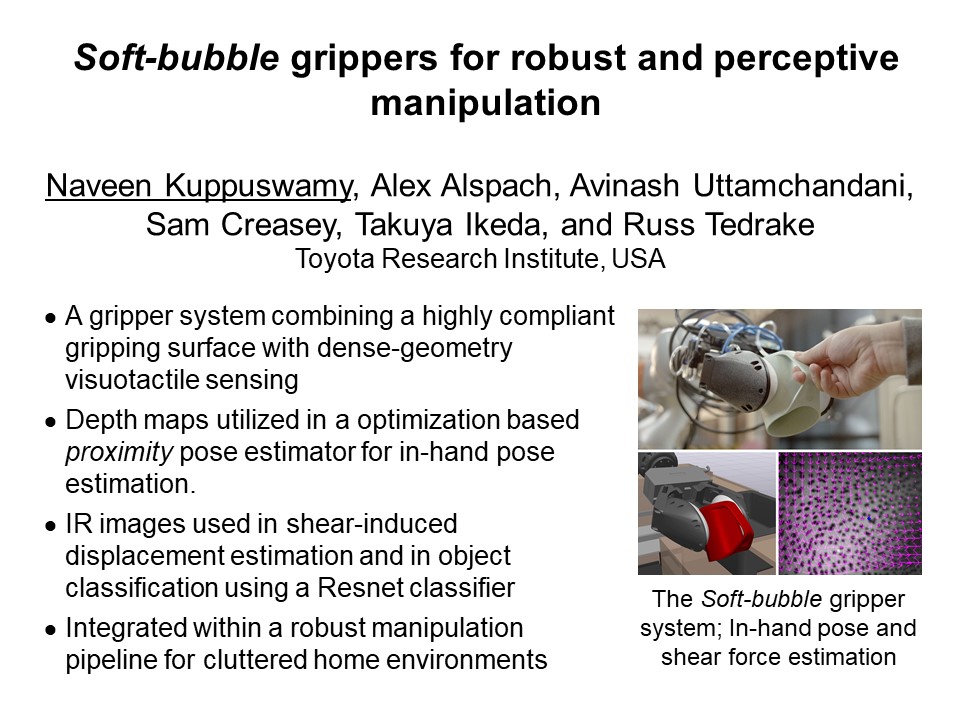 Soft-bubble grippers for robust and perceptive
manipulation
Naveen Kuppuswamy, Alex Alspach, Avinash Uttamchandani,
Sam Creasey, Takuya Ikeda, and Russ Tedrake
Toyota Research Institute, USA
● A gripper system combining a highly compliant
gripping surface with dense-geometry
visuotactile sensing
● Depth maps utilized in a optimization based
proximity pose estimator for in-hand pose
estimation.
● IR images used in shear-induced
displacement estimation and in object
classification using a Resnet classifier
● Integrated within a robust manipulation
pipeline for cluttered home environments
The Soft-bubble gripper
system; In-hand pose and
shear force estimation